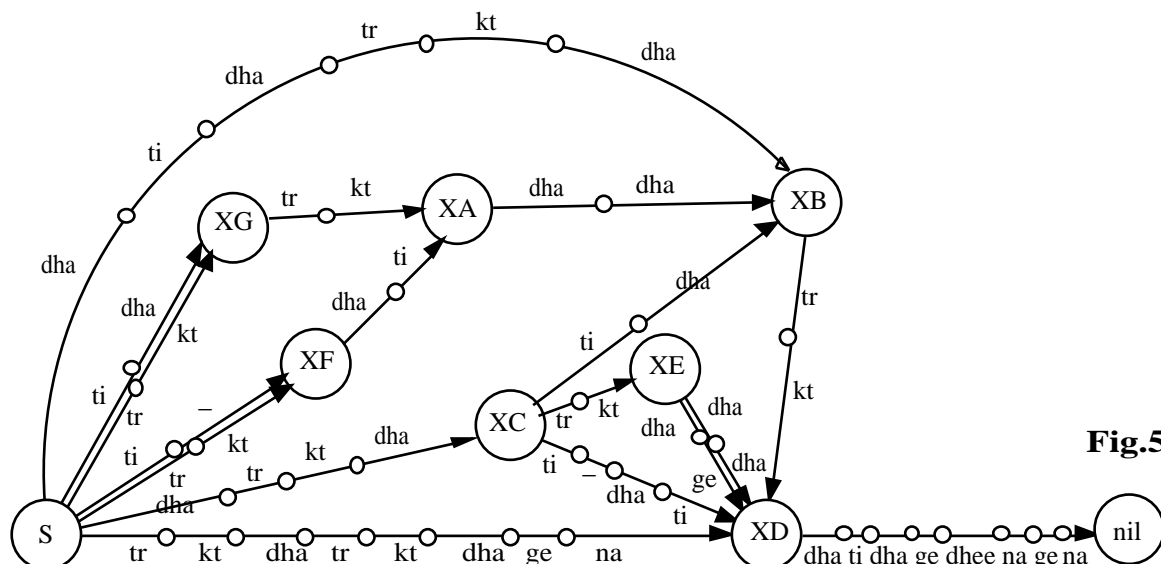 tr kt
dha dha
ti
tr kt dha dha
XG XA XB
dha ti
dha kt dha tr
dha
XF ti XE
ti – tr kt dha
tr kt dha kt
ti kt dha XC ti – ge dha
tr tr dha
dha ti
S XD nil
tr kt dha tr kt dha ge na dha ti dha ge dhee na ge na
Fig.5